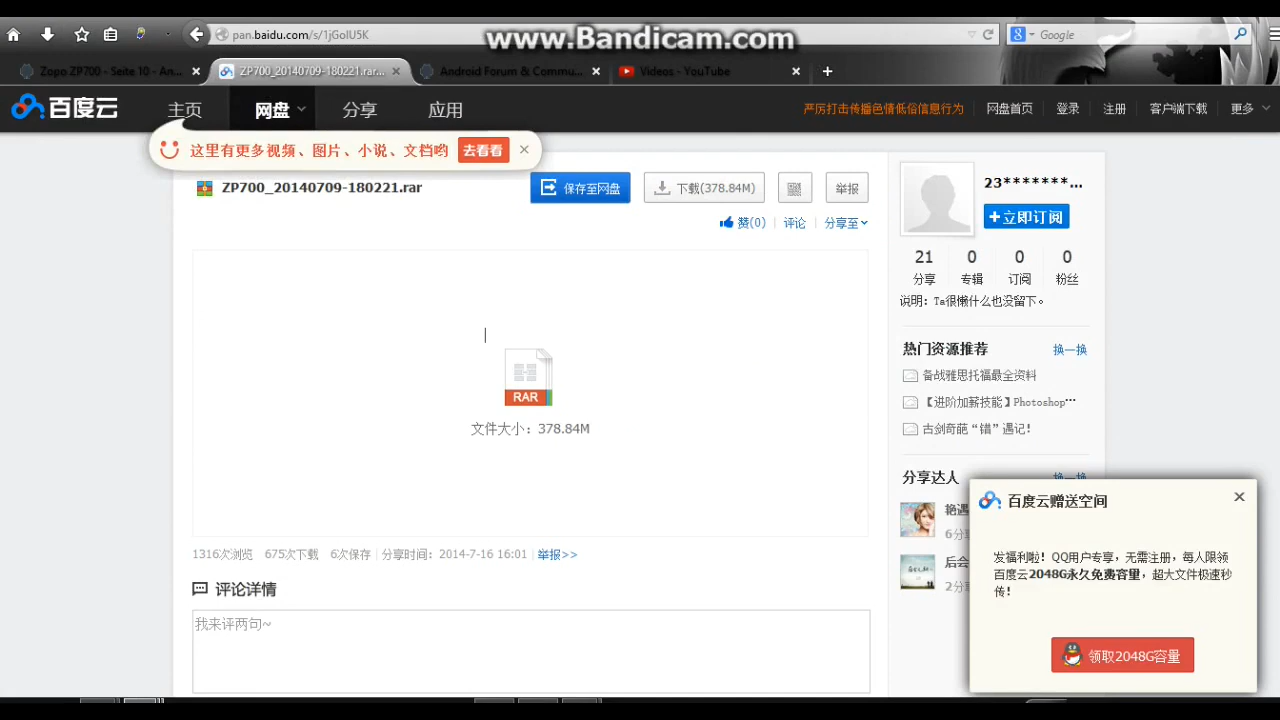 www.Bandicam.com
pan.baidu.com/s/1jGoIU5K
Google
Zopo ZP700 - Seite 10 - An...
ZP700_20140709-180221.rar...
Android Forum & Commu...
Videos - YouTube
百度云
主页
网盘
分享
应用
严厉打击传播色情低俗信息行为
网盘首页
登录
注册
客户端下载
更多
这里有更多视频、图片、小说、文档哟
去看看
ZP700_20140709-180221.rar
保存至网盘
下载(378.84M)
举报
赞(0)
评论
分享至
23*******...
+立即订阅
21
0
0
0
分享
专辑
订阅
粉丝
说明：Ta很懒什么也没留下。
RAR
文件大小：378.84M
热门资源推荐
换一换
备战雅思托福最全资料
【进阶加薪技能】Photoshop…
古剑奇葩“错”遇记！
分享达人
换一换
艳遇
6分
后会
2分
1316次浏览
675次下载
6次保存
分享时间：2014-7-16 16:01
举报>>
评论详情
我来评两句~
百度云赠送空间
发福利啦！QQ用户专享，无需注册，每人限领
百度云2048G永久免费容量，超大文件极速秒
传！
领取2048G容量